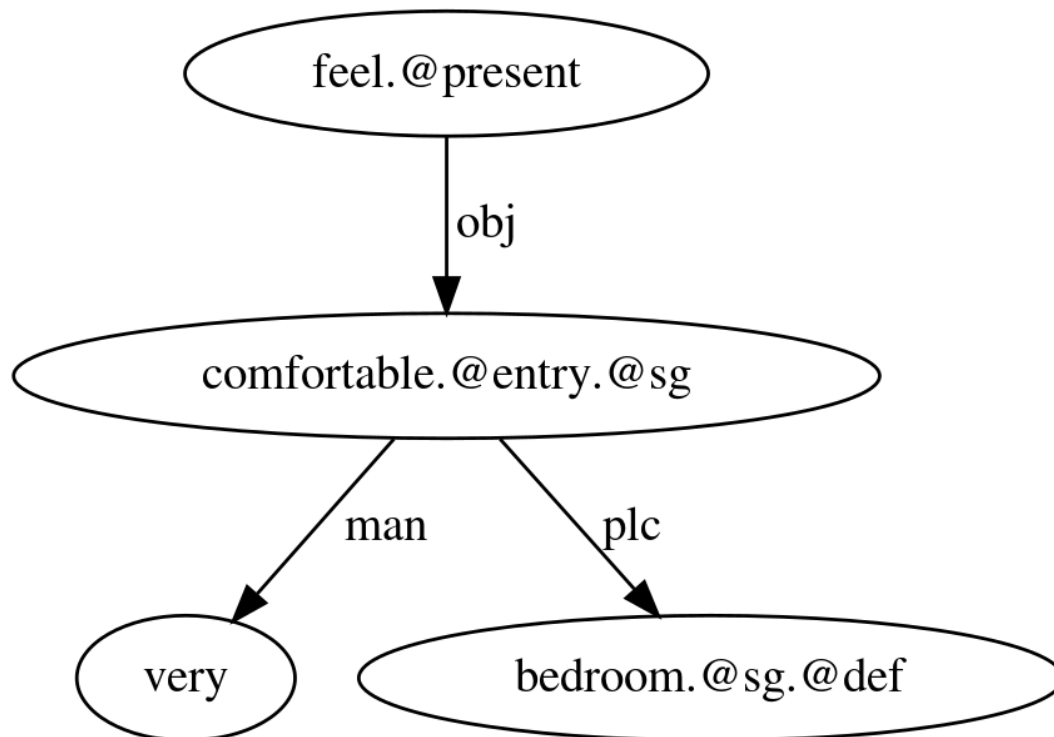 feel.@present
obj
comfortable.@entry.@sg
man plc
very bedroom.@sg.@def